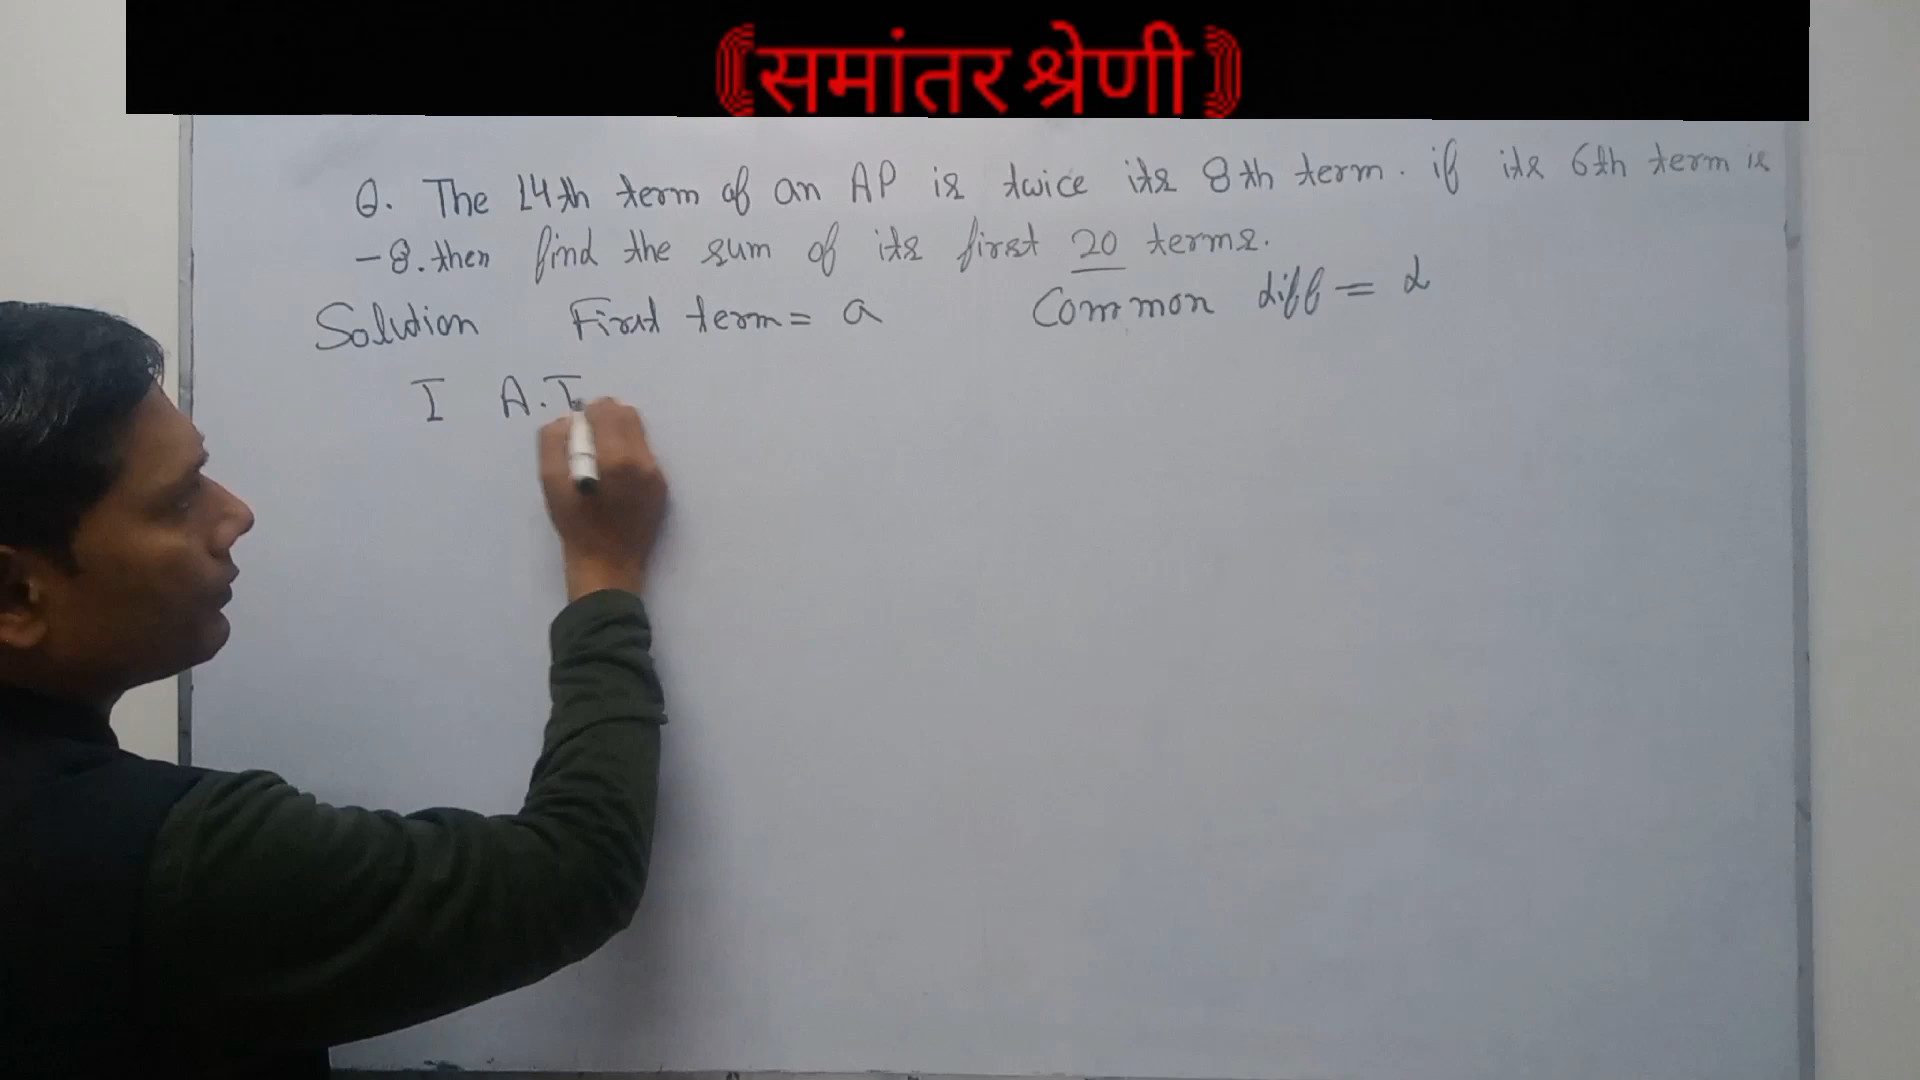 ⸨समांतर श्रेणी⸩
Q. The 14th term of an AP is twice its 8th term. if its 6th term is
-8. then find the sum of its first 20 terms.
Solution First term = a Common diff = d
I A.T